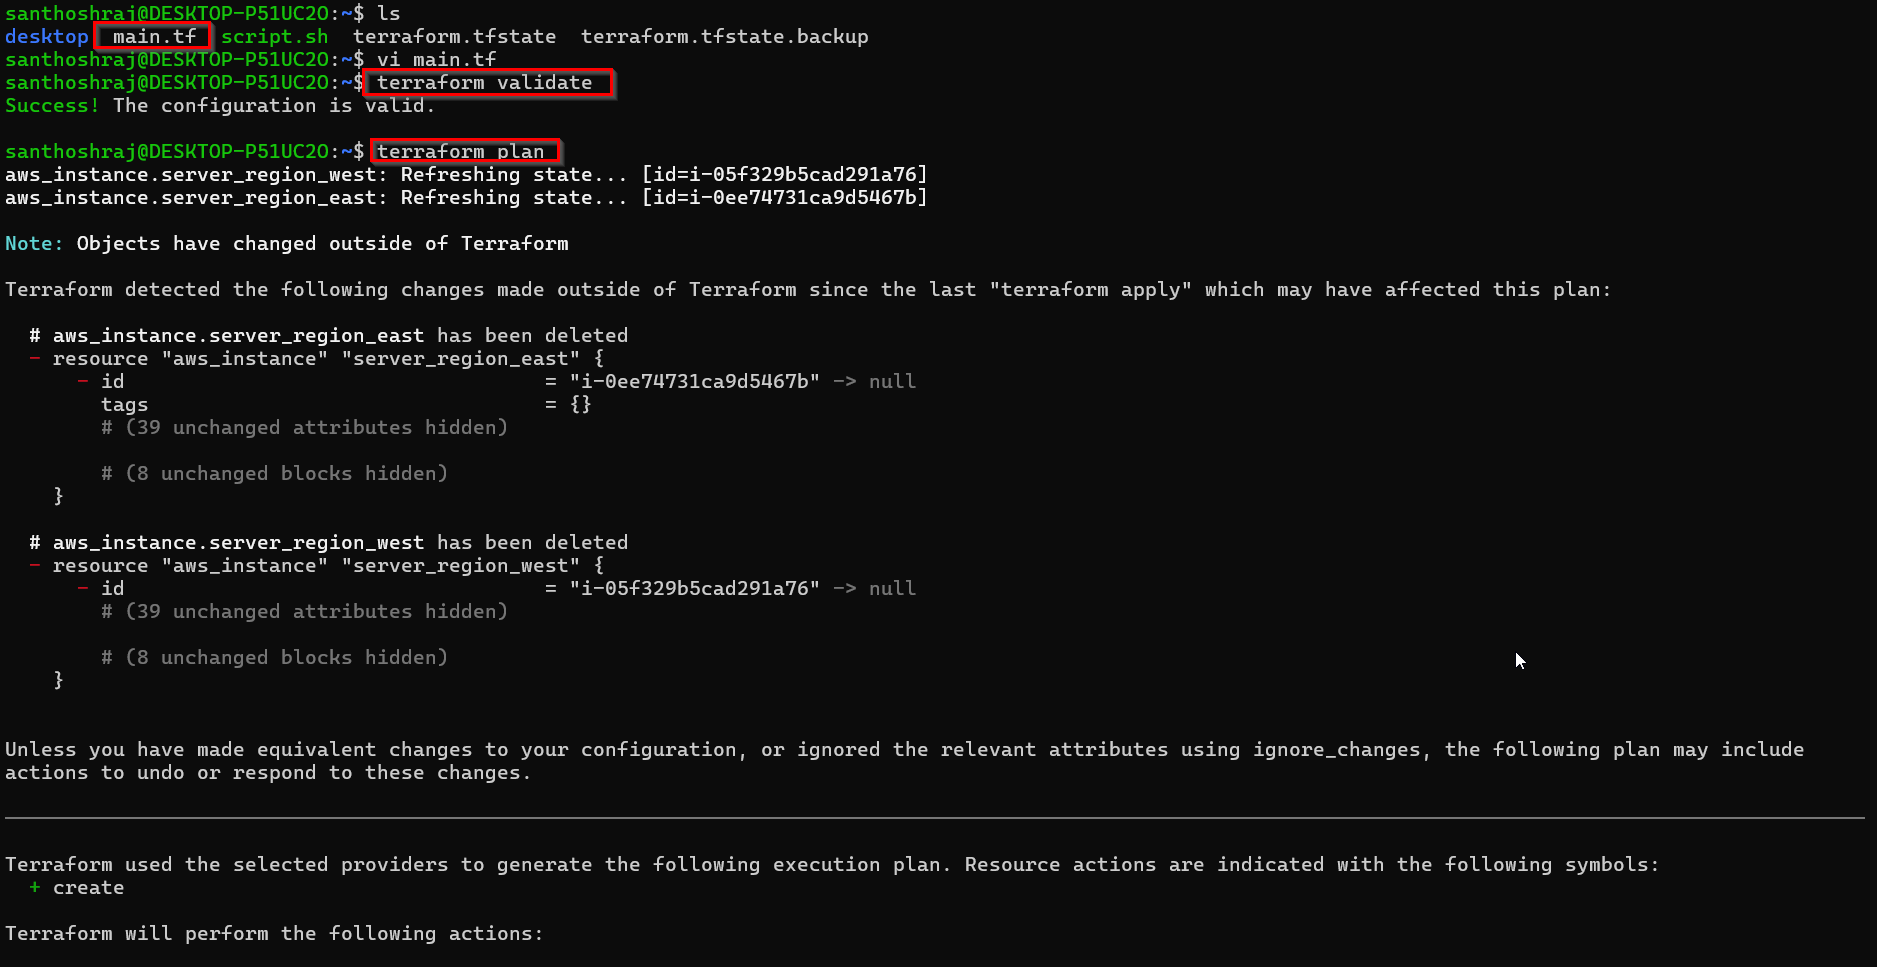 santhoshraj@DESKTOP-P51UC2O:~$ ls
desktop  main.tf  script.sh  terraform.tfstate  terraform.tfstate.backup
santhoshraj@DESKTOP-P51UC2O:~$ vi main.tf
santhoshraj@DESKTOP-P51UC2O:~$ terraform validate
Success! The configuration is valid.
santhoshraj@DESKTOP-P51UC2O:~$ terraform plan
aws_instance.server_region_west: Refreshing state... [id=i-05f329b5cad291a76]
aws_instance.server_region_east: Refreshing state... [id=i-0ee74731ca9d5467b]
Note: Objects have changed outside of Terraform
Terraform detected the following changes made outside of Terraform since the last "terraform apply" which may have affected this plan:
# aws_instance.server_region_east has been deleted
- resource "aws_instance" "server_region_east" {
- id = "i-0ee74731ca9d5467b" -> null
tags = {}
# (39 unchanged attributes hidden)
# (8 unchanged blocks hidden)
}
# aws_instance.server_region_west has been deleted
- resource "aws_instance" "server_region_west" {
- id = "i-05f329b5cad291a76" -> null
# (39 unchanged attributes hidden)
# (8 unchanged blocks hidden)
}
Unless you have made equivalent changes to your configuration, or ignored the relevant attributes using ignore_changes, the following plan may include
actions to undo or respond to these changes.
Terraform used the selected providers to generate the following execution plan. Resource actions are indicated with the following symbols:
+ create
Terraform will perform the following actions: